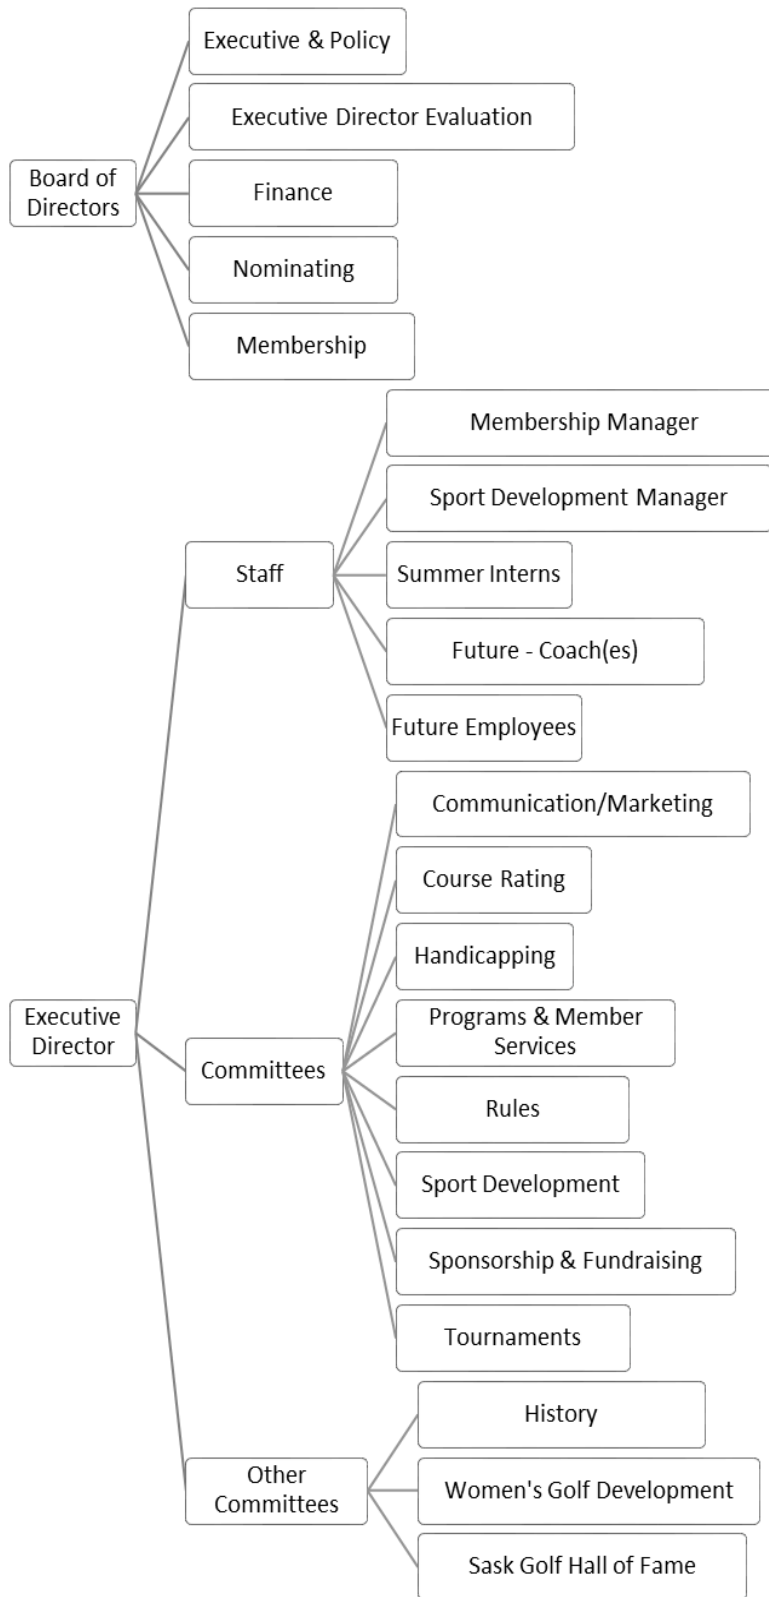 Executive & Policy
Executive Director Evaluation
Board of
Directors
Finance
Nominating
Membership
Membership Manager
Sport Development Manager
Staff
Summer Interns
Future - Coach(es)
Future Employees
Communication/Marketing
Course Rating
Handicapping
Executive
Director
Programs & Member
Services
Committees
Rules
Sport Development
Sponsorship & Fundraising
Tournaments
History
Other
Committees
Women's Golf Development
Sask Golf Hall of Fame